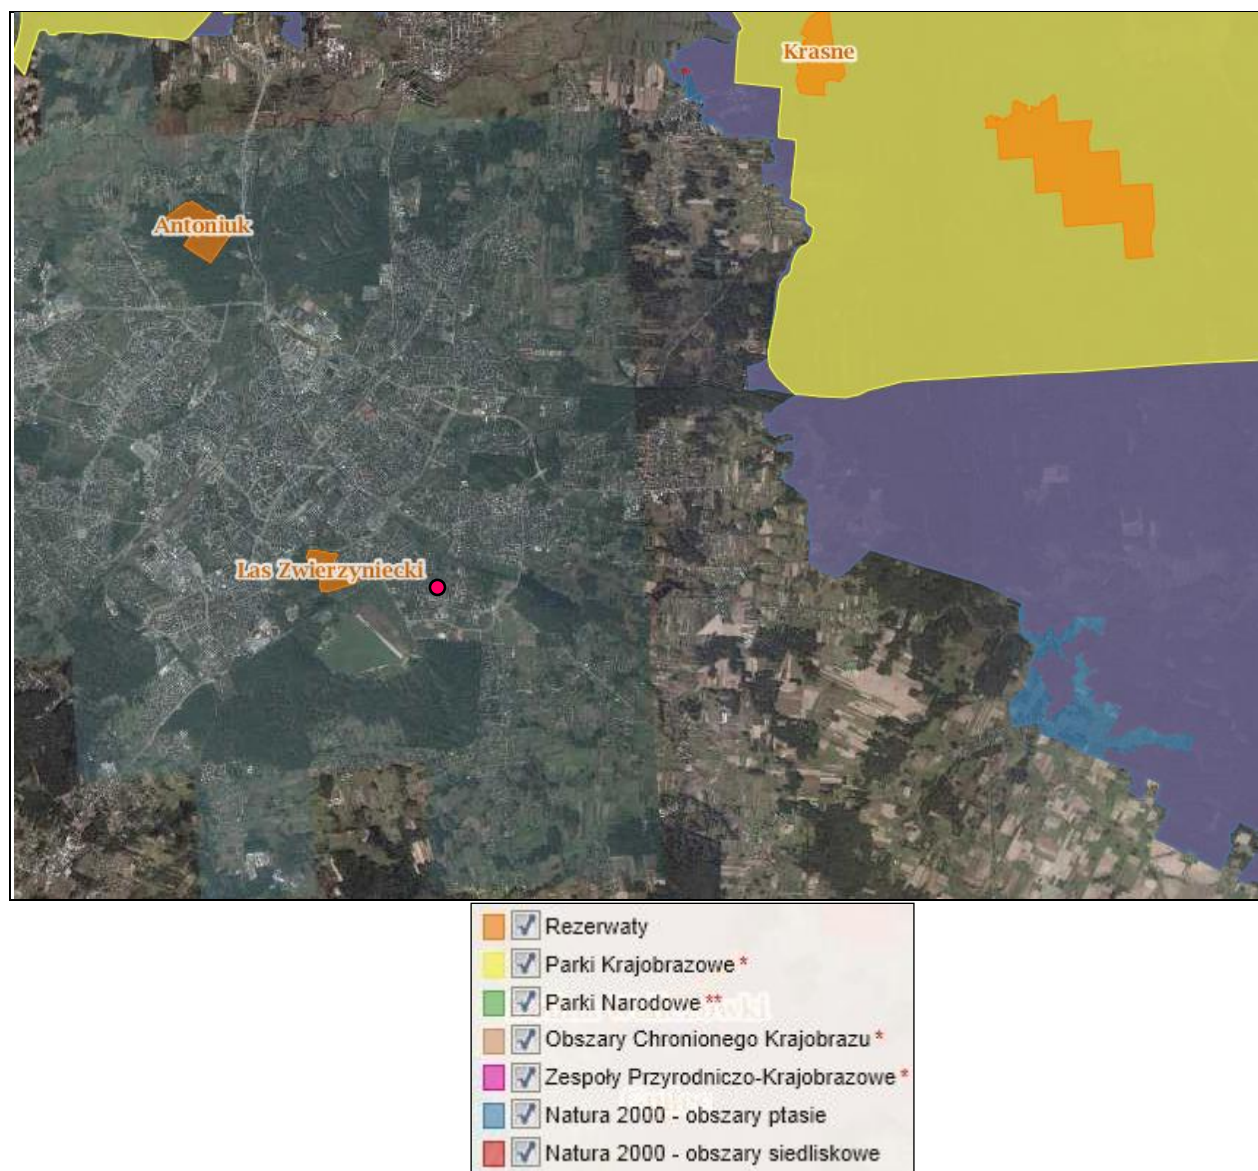 Krasne
Antoniuk
Las Zwierzyniecki
Rezerwaty
Parki Krajobrazowe *
Parki Narodowe **
Obszary Chronionego Krajobrazu *
Zespoły Przyrodniczo-Krajobrazowe *
Natura 2000 - obszary ptasie
Natura 2000 - obszary siedliskowe